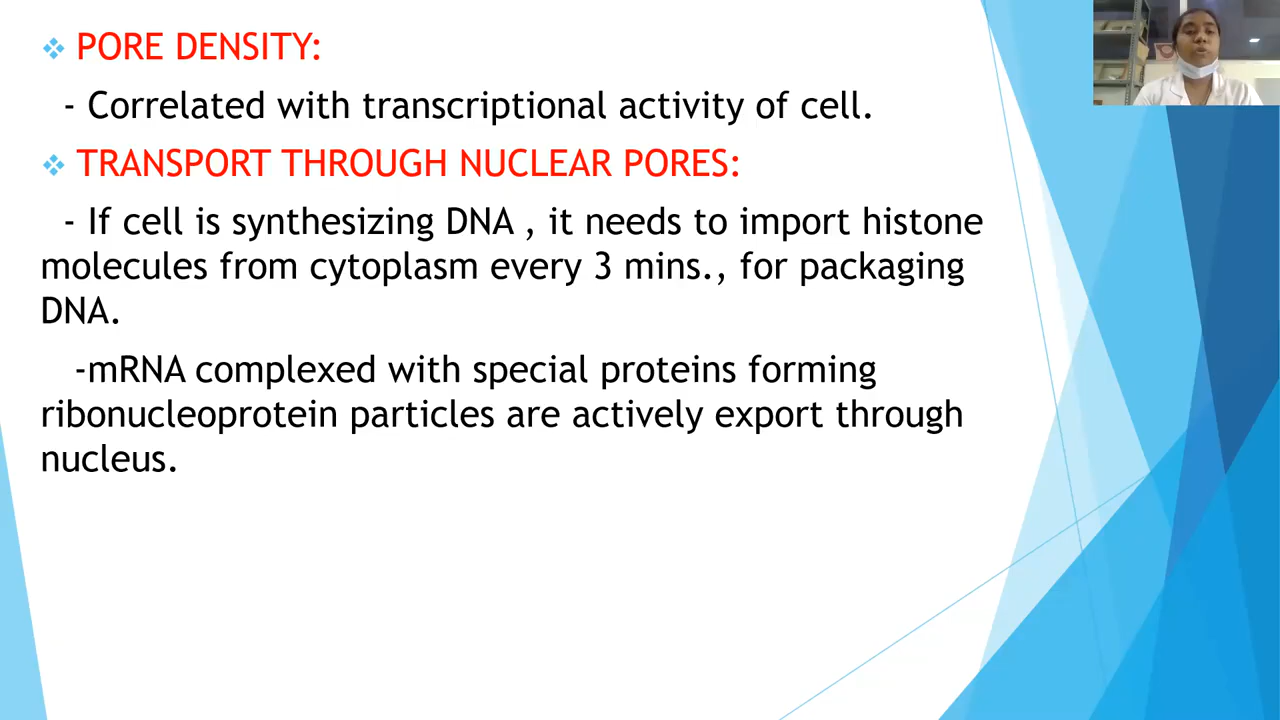 PORE DENSITY:
- Correlated with transcriptional activity of cell.
TRANSPORT THROUGH NUCLEAR PORES:
- If cell is synthesizing DNA , it needs to import histone
molecules from cytoplasm every 3 mins., for packaging
DNA.
-mRNA complexed with special proteins forming
ribonucleoprotein particles are actively export through
nucleus.